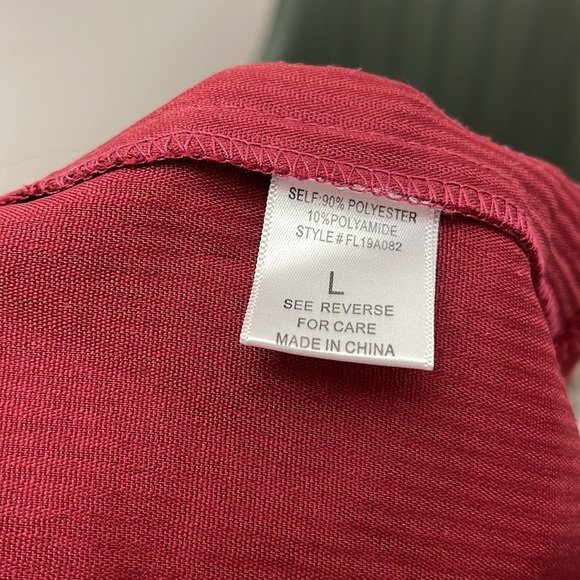 SELF:90% POLYESTER
10%POLYAMIDE
STYLE#FL19A082
L
SEE REVERSE
FOR CARE
MADE IN CHINA